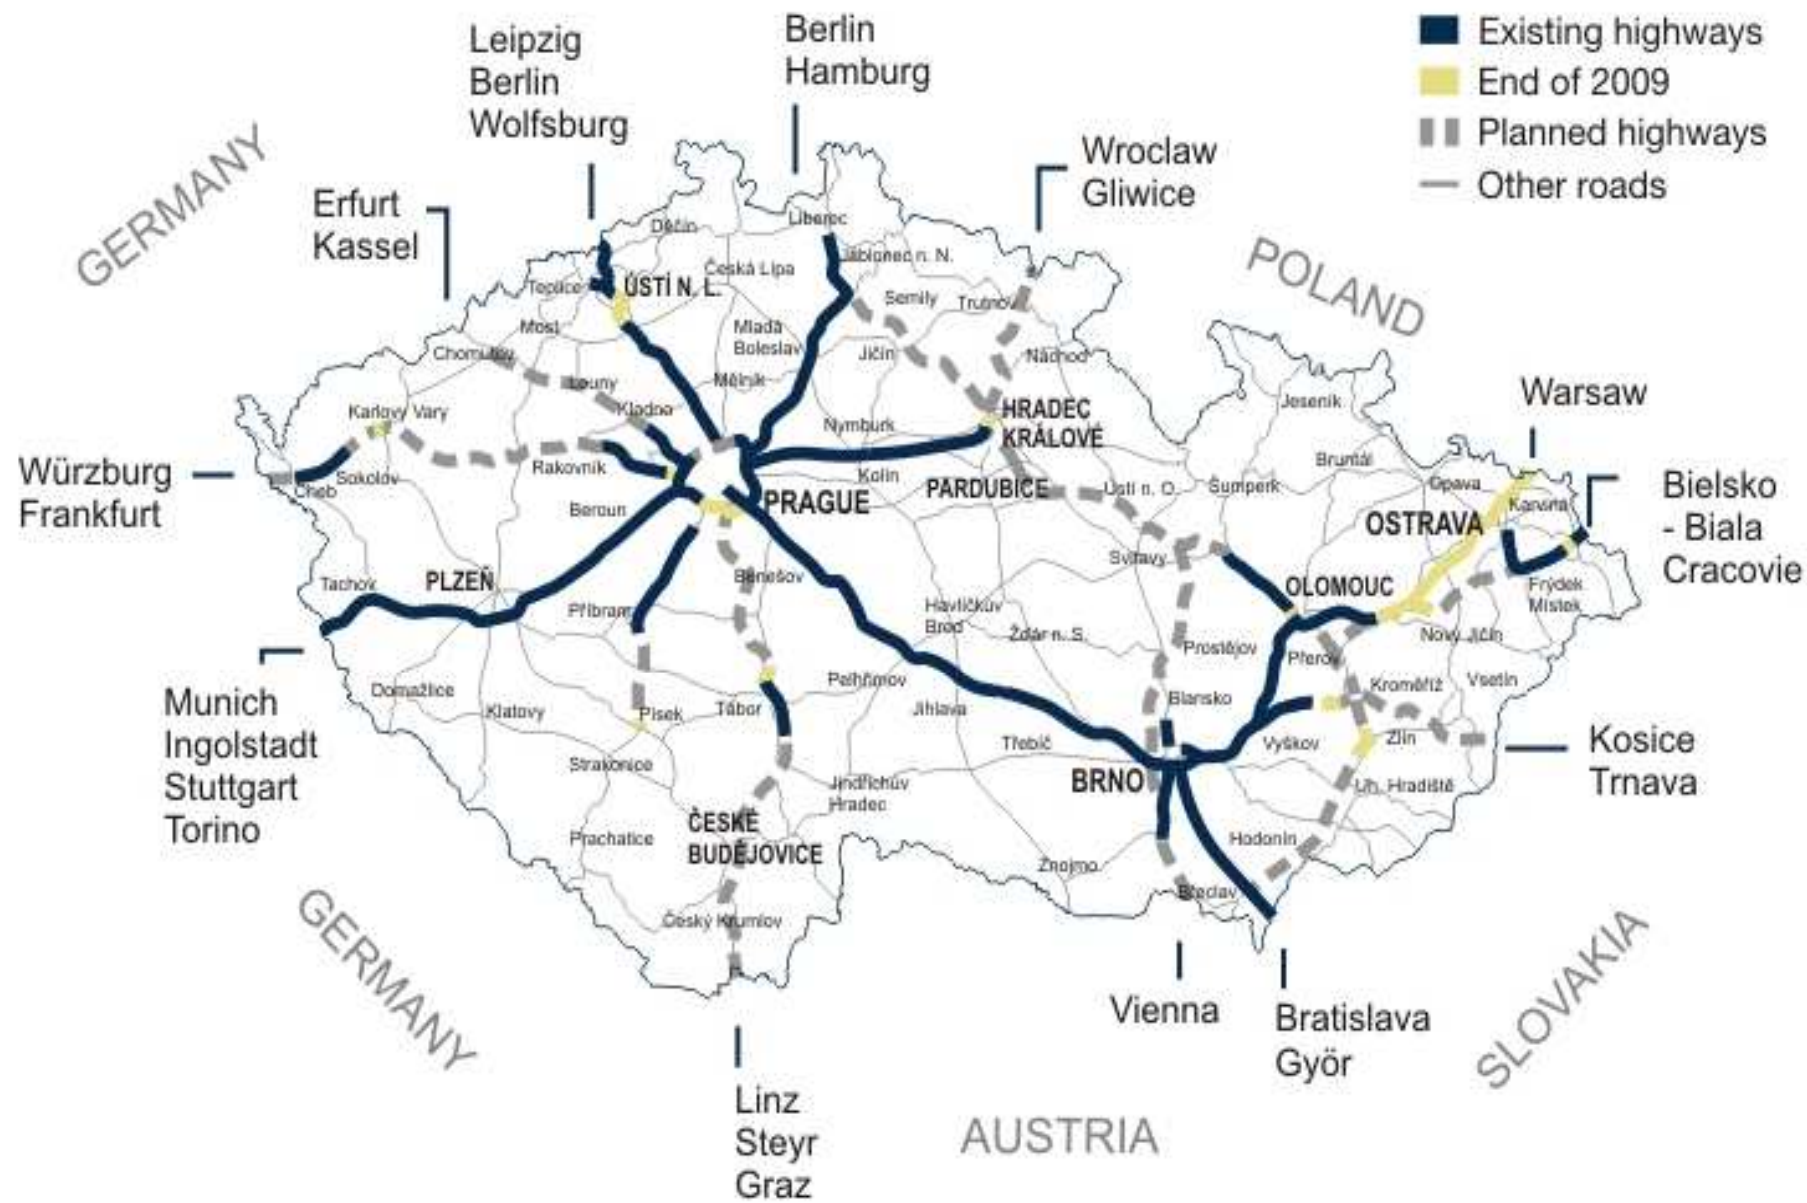 Leipzig
Berlin
Wolfsburg
Berlin
Hamburg
Existing highways
End of 2009
Planned highways
Other roads
Wroclaw
Gliwice
GERMANY
Erfurt
Kassel
POLAND
Děčín
Liberec
Jablonec n. N.
Teplice
ÚSTÍ N. L.
Česká Lípa
Semily
Trutnov
Most
Mladá
Boleslav
Chomutov
Jičín
Náchod
Louny
Mělník
Warsaw
Jeseník
Karlovy Vary
Kladno
Nymburk
HRADEC
KRÁLOVÉ
Würzburg
Frankfurt
Cheb
Sokolov
Rakovník
Kolín
PARDUBICE
Ústí n. O.
Šumperk
Bruntál
Opava
Karviná
Bielsko
- Biala
Cracovie
Beroun
PRAGUE
OSTRAVA
Svitavy
Tachov
PLZEŇ
Benešov
OLOMOUC
Frýdek
Místek
Příbram
Havlíčkův
Brod
Žďár n. S.
Prostějov
Přerov
Nový Jičín
Munich
Ingolstadt
Stuttgart
Torino
Domažlice
Klatovy
Písek
Tábor
Pelhřimov
Jihlava
Blansko
Kroměříž
Vsetín
Strakonice
Třebíč
Vyškov
Zlín
Kosice
Trnava
BRNO
Jindřichův
Hradec
Uh. Hradiště
ČESKÉ
BUDĚJOVICE
Prachatice
Hodonín
Znojmo
Břeclav
Český Krumlov
GERMANY
SLOVAKIA
Vienna
Bratislava
Györ
Linz
Steyr
Graz
AUSTRIA